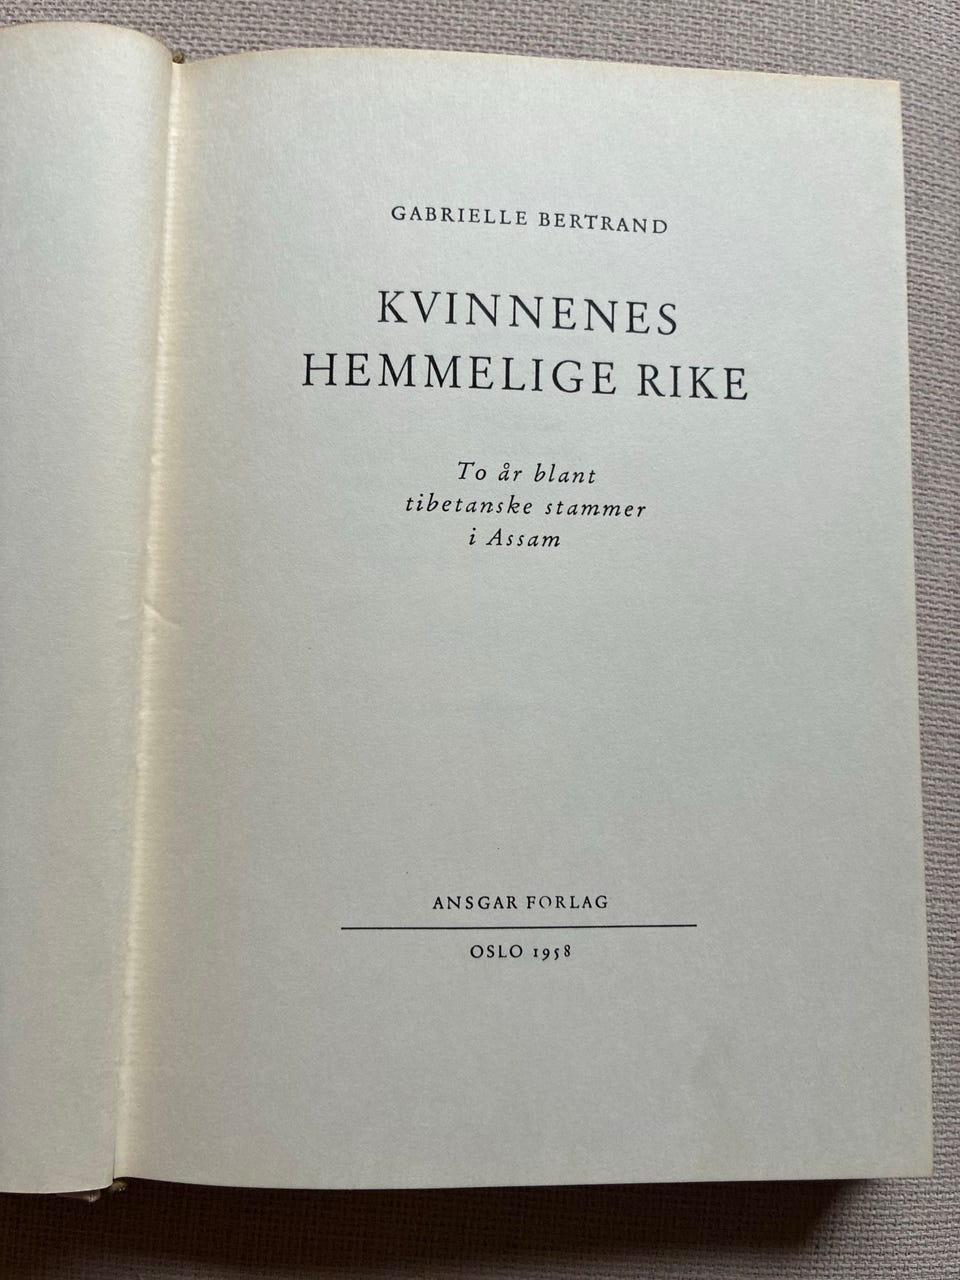 GABRIELLE BERTRAND
KVINNENES
HEMMELIGE RIKE
To år blant
tibetanske stammer
i Assam
ANSGAR FORLAG
OSLO 1958